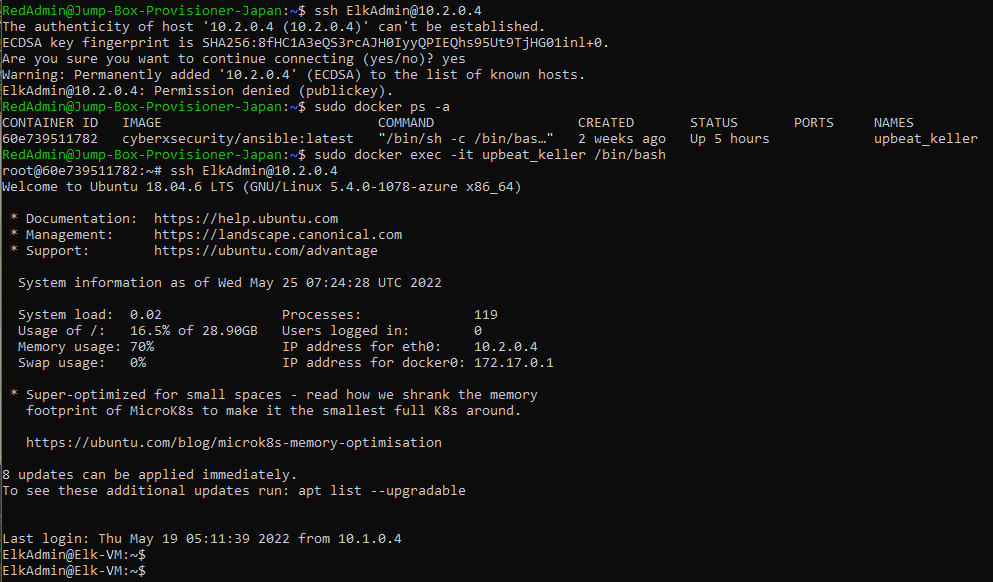 RedAdmin@Jump-Box-Provisioner-Japan:~$ ssh ElkAdmin@10.2.0.4
The authenticity of host '10.2.0.4 (10.2.0.4)' can't be established.
ECDSA key fingerprint is SHA256:8fHC1A3eQS3rcAJH0IyyQPIEQhs95Ut9TjHG01inl+0.
Are you sure you want to continue connecting (yes/no)? yes
Warning: Permanently added '10.2.0.4' (ECDSA) to the list of known hosts.
ElkAdmin@10.2.0.4: Permission denied (publickey).
RedAdmin@Jump-Box-Provisioner-Japan:~$ sudo docker ps -a
CONTAINER ID   IMAGE                           COMMAND                  CREATED       STATUS       PORTS     NAMES
60e739511782   cyberxsecurity/ansible:latest   "/bin/sh -c /bin/bas…"   2 weeks ago   Up 5 hours             upbeat_keller
RedAdmin@Jump-Box-Provisioner-Japan:~$ sudo docker exec -it upbeat_keller /bin/bash
root@60e739511782:~# ssh ElkAdmin@10.2.0.4
Welcome to Ubuntu 18.04.6 LTS (GNU/Linux 5.4.0-1078-azure x86_64)
 * Documentation:  https://help.ubuntu.com
 * Management:     https://landscape.canonical.com
 * Support:        https://ubuntu.com/advantage
  System information as of Wed May 25 07:24:28 UTC 2022
  System load:  0.02               Processes:              119
  Usage of /:   16.5% of 28.90GB   Users logged in:        0
  Memory usage: 70%                IP address for eth0:    10.2.0.4
  Swap usage:   0%                 IP address for docker0: 172.17.0.1
 * Super-optimized for small spaces - read how we shrank the memory
   footprint of MicroK8s to make it the smallest full K8s around.
   https://ubuntu.com/blog/microk8s-memory-optimisation
8 updates can be applied immediately.
To see these additional updates run: apt list --upgradable
Last login: Thu May 19 05:11:39 2022 from 10.1.0.4
ElkAdmin@Elk-VM:~$
ElkAdmin@Elk-VM:~$